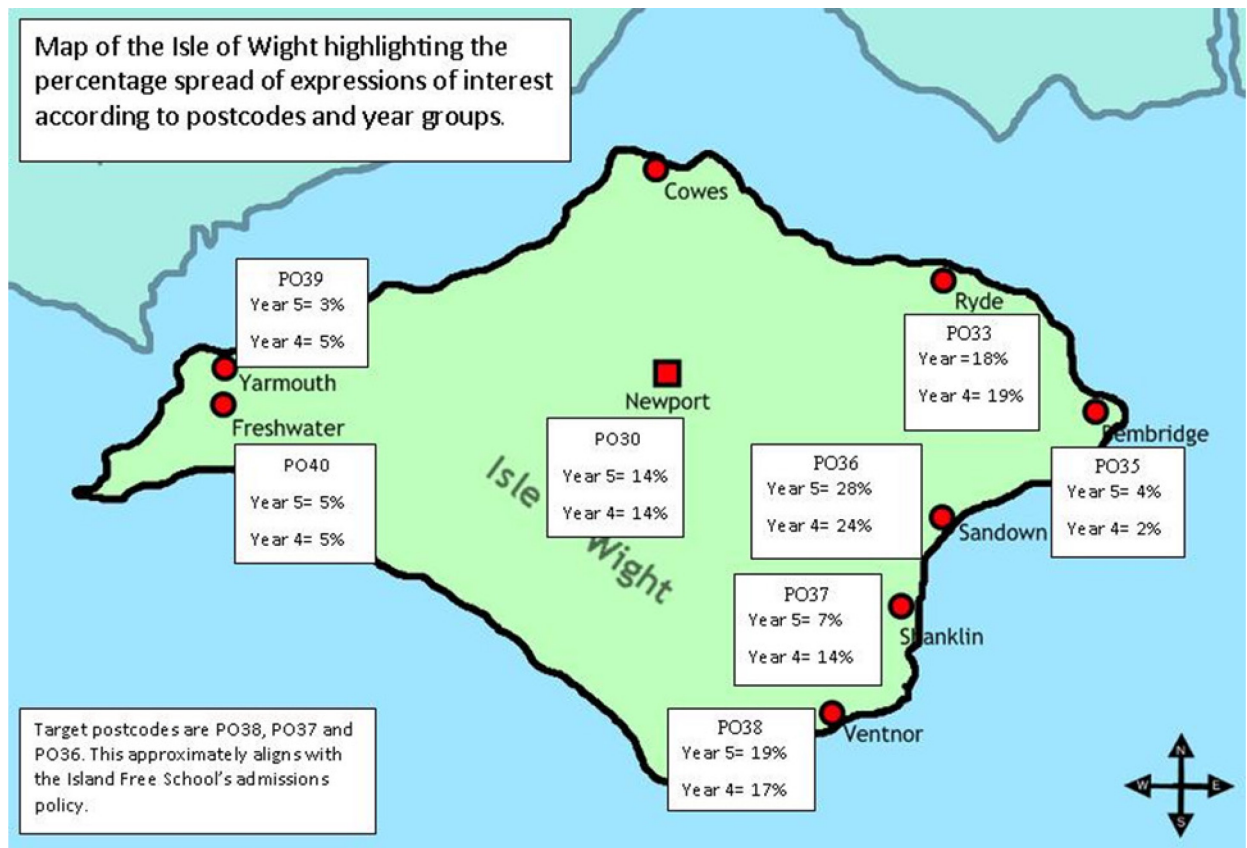 Map of the Isle of Wight highlighting the
percentage spread of expressions of interest
according to postcodes and year groups.
Cowes
PO39
Year 5= 3%
Year 4= 5%
Ryde
PO33
Year =18%
Year 4= 19%
Yarmouth
Freshwater
Newport
Bembridge
PO40
Year 5= 5%
Year 4= 5%
PO30
Year 5= 14%
Year 4= 14%
PO36
Year 5= 28%
Year 4= 24%
PO35
Year 5= 4%
Year 4= 2%
Sandown
Isle
Wight
PO37
Year 5= 7%
Year 4= 14%
Shanklin
PO38
Year 5= 19%
Year 4= 17%
Ventnor
Target postcodes are PO38, PO37 and
PO36. This approximately aligns with
the Island Free School's admissions
policy.
N
W E
S